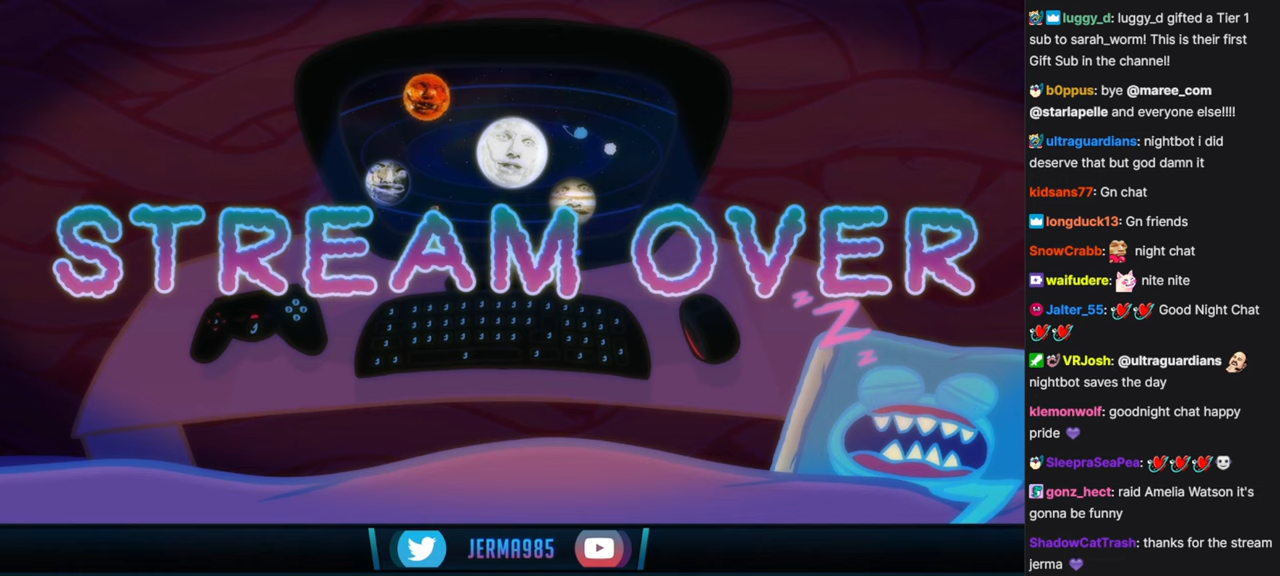 STREAM OVER
z
Z
z
JERMA985
luggy_d: luggy_d gifted a Tier 1
sub to sarah_worm! This is their first
Gift Sub in the channel!
b0ppus: bye @maree_com
@starlapelle and everyone else!!!!
ultraguardians: nightbot i did
deserve that but god damn it
kidsans77: Gn chat
longduck13: Gn friends
SnowCrabb: night chat
waifudere: nite nite
Jalter_55: Good Night Chat
VRJosh: @ultraguardians
nightbot saves the day
klemonwolf: goodnight chat happy
pride 💜
SleepraSeaPea:
gonz_hect: raid Amelia Watson it's
gonna be funny
ShadowCatTrash: thanks for the stream
jerma 💜